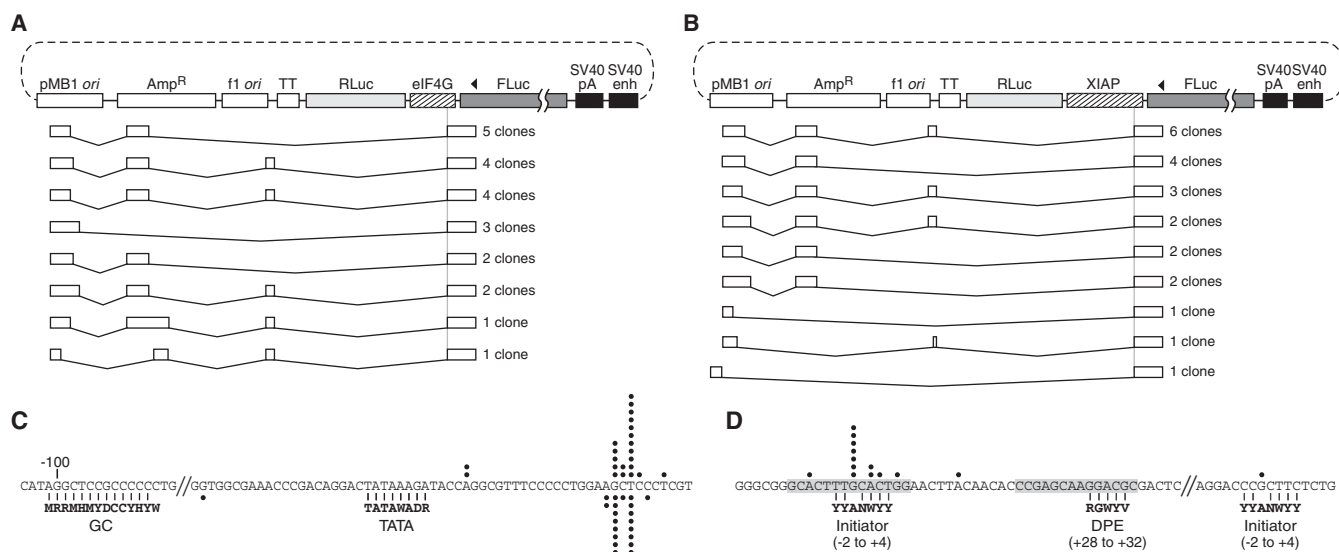 A
pMB1 ori
AmpR
f1 ori
TT
RLuc
eIF4G
FLuc
SV40 pA
SV40 enh
5 clones
4 clones
4 clones
3 clones
2 clones
2 clones
1 clone
1 clone
B
pMB1 ori
AmpR
f1 ori
TT
RLuc
XIAP
FLuc
SV40 pA
SV40 enh
6 clones
4 clones
3 clones
2 clones
2 clones
2 clones
1 clone
1 clone
1 clone
C
-100
CATAGGCTCCGCCCCCCTG//GGTGGCGAAACCCGACAGGACTATAAAGATACCAGGCGTTTCCCCCTGGAAGCTCCCTCGT
MRRMHMYDCCYHYW
TATAWADR
GC
TATA
D
GGGCGGGCACTTTGCACTGGAACTTACAACACCCGAGCAAGGACGCGACTC//AGGACCCGCTTCTCTG
YYANWYY
RGWYV
YYANWYY
Initiator
DPE
Initiator
(-2 to +4)
(+28 to +32)
(-2 to +4)